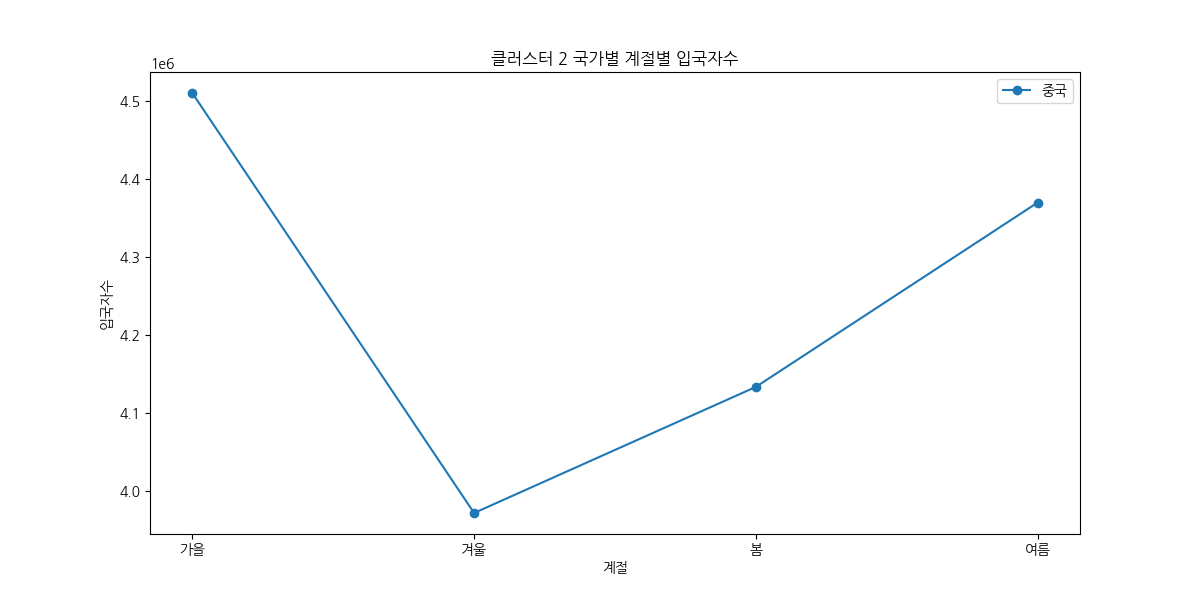 클러스터 2 국가별 계절별 입국자수
1e6
중국
4.5
4.4
4.3
4.2
4.1
4.0
입국자수
가을 겨울 봄 여름
계절